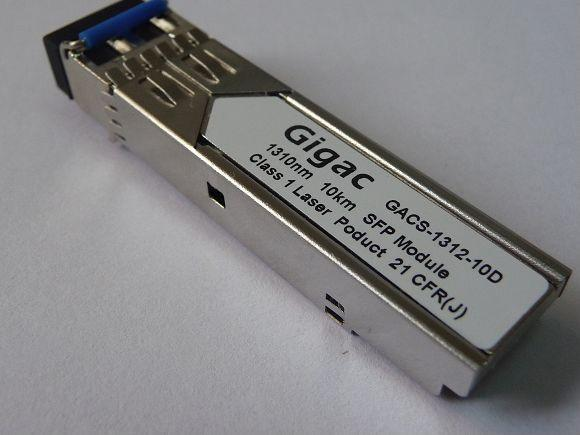 Gigac GACS-1312-10D
1310nm 10km SFP Module
Class 1 Laser Poduct 21 CFR(J)